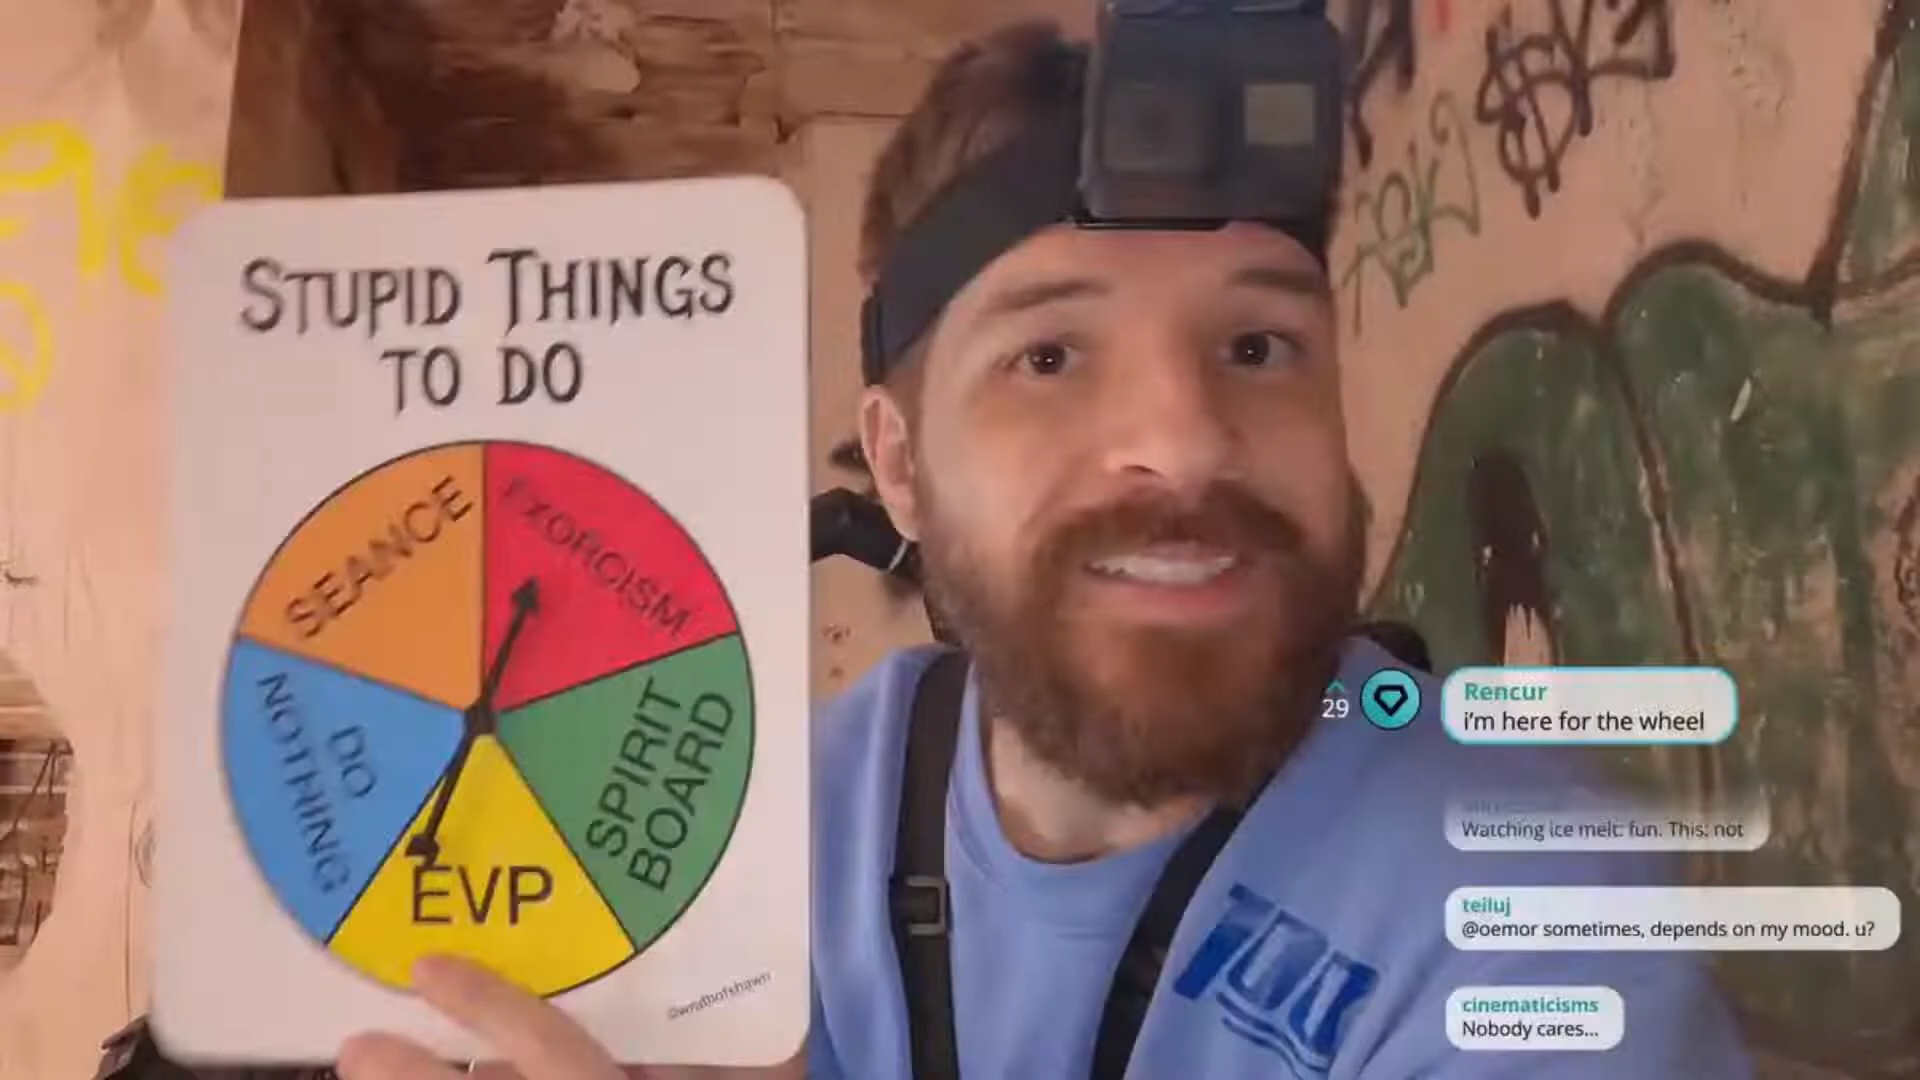 STUPID THINGS
TO DO
SEANCE
EXORCISM
DO
NOTHING
SPIRIT
BOARD
EVP
@wrathofshawn
29
Rencur
i'm here for the wheel
Watching ice melt: fun. This: not
teiluj
@oemor sometimes, depends on my mood. u?
cinematicisms
Nobody cares...